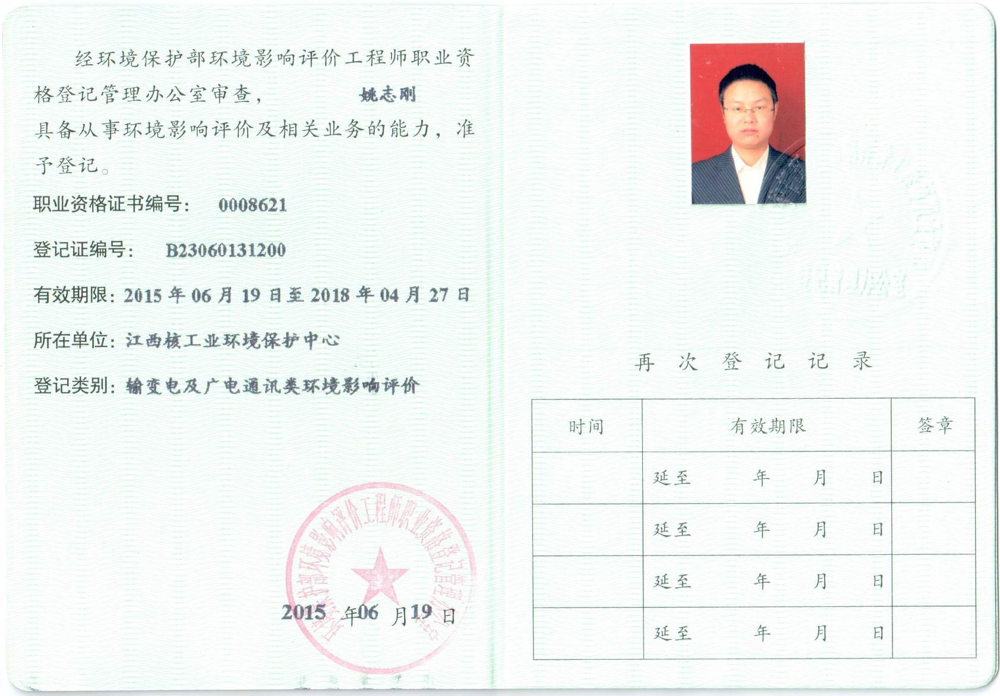 经环境保护部环境影响评价工程师职业资
格登记管理办公室审查， 姚志刚
具备从事环境影响评价及相关业务的能力，准
予登记。
职业资格证书编号： 0008621
登记证编号： B23060131200
有效期限：2015 年 06 月 19 日至 2018 年 04 月 27 日
所在单位：江西核工业环境保护中心
登记类别：输变电及广电通讯类环境影响评价
环境保护部环境影响评价工程师职业资格登记管理办公室
2015 年06 月19 日
再次登记记录
时间 有效期限 签章
延至 年 月 日
延至 年 月 日
延至 年 月 日
延至 年 月 日